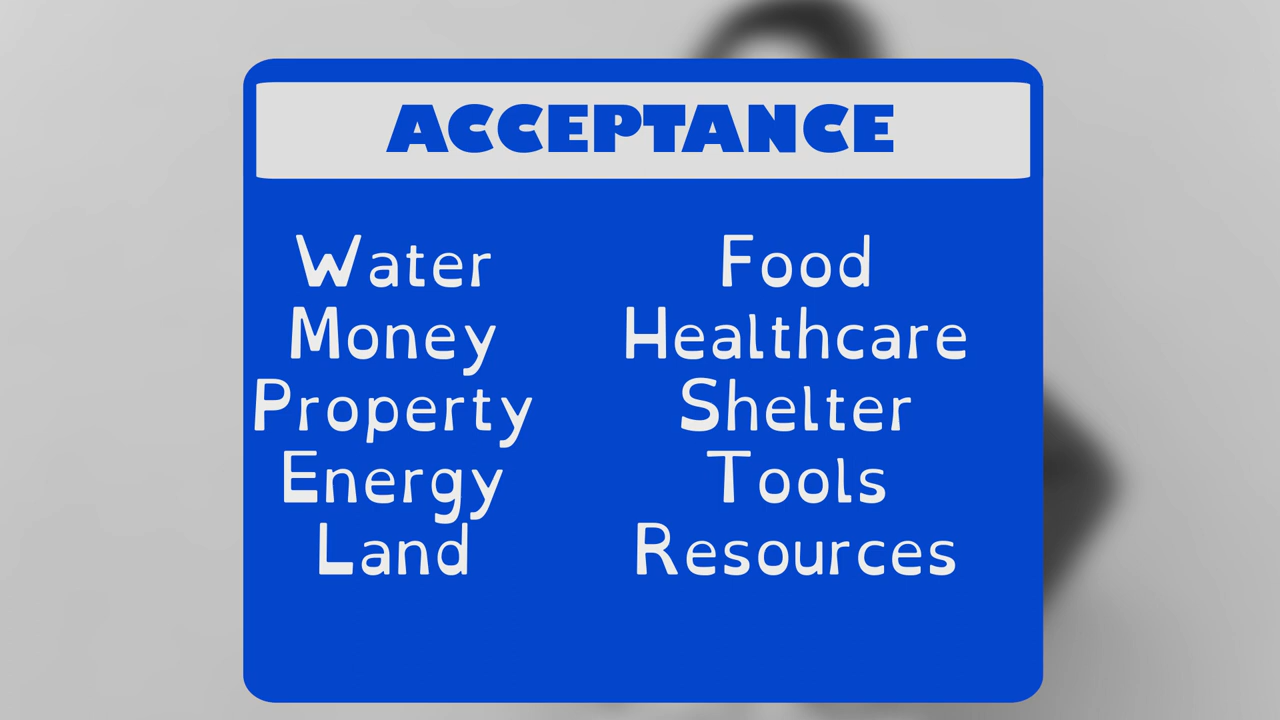 ACCEPTANCE
Water
Money
Property
Energy
Land
Food
Healthcare
Shelter
Tools
Resources